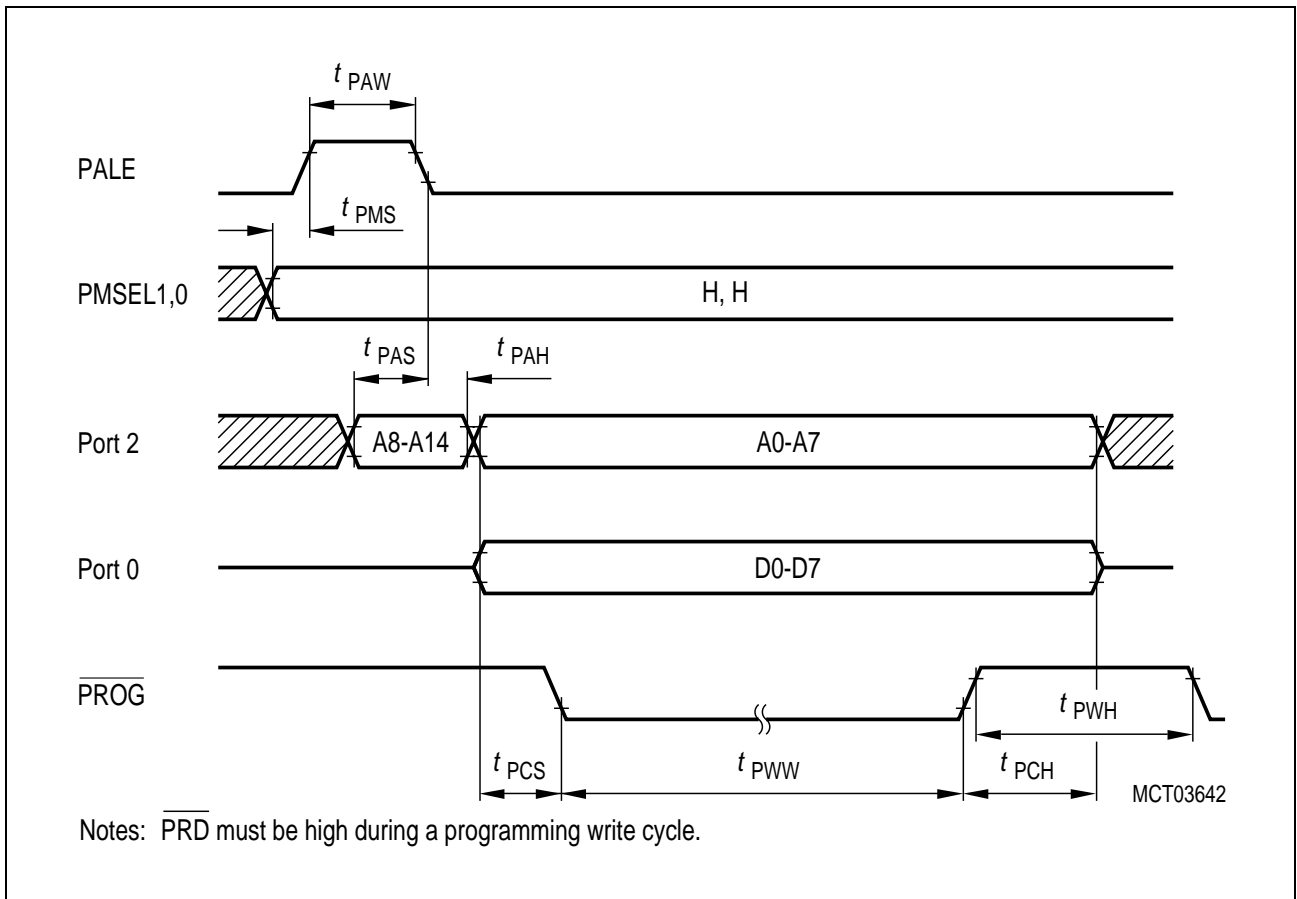 t PAW
PALE
t PMS
PMSEL1,0
H, H
t PAS
t PAH
Port 2
A8-A14
A0-A7
Port 0
D0-D7
PROG
t PWH
t PCS
t PWW
t PCH
MCT03642
Notes: PRD must be high during a programming write cycle.